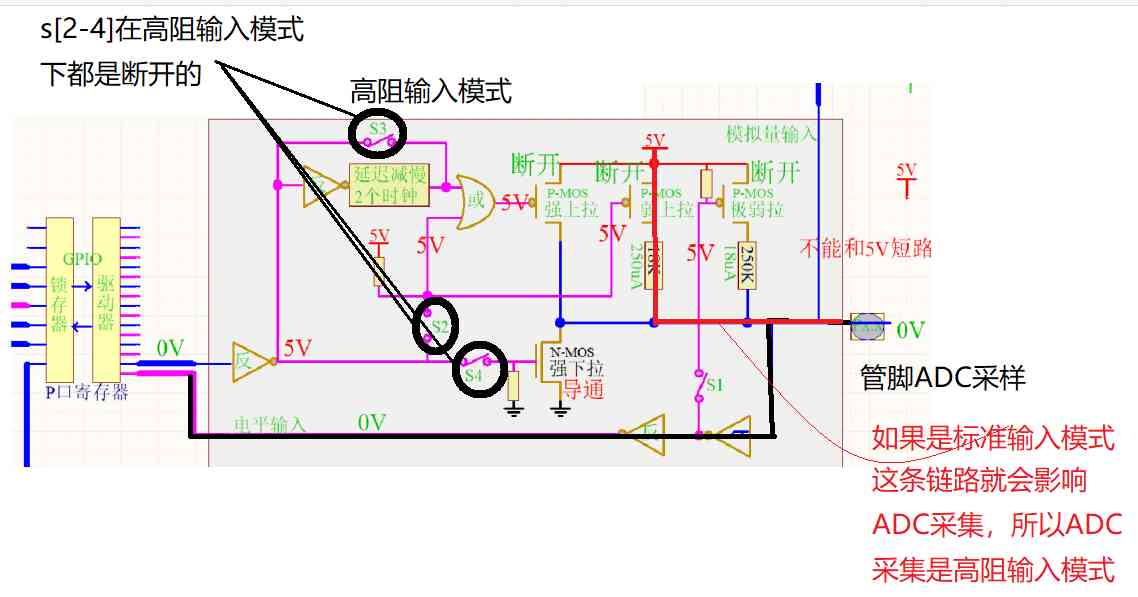 s[2-4]在高阻输入模式
下都是断开的
高阻输入模式
S3
5V
模拟量输入
断开
断开
断开
延迟减慢
2个时钟
反
或
5V
P-MOS
强上拉
P-MOS
上拉
P-MOS
极弱拉
5V
5V
5V
5V
5V
不能和5V短路
250uA
18uA
250K
GPIO
锁存器
驱动器
S2
0V
反
5V
S4
N-MOS
强下拉
导通
0V
管脚ADC采样
P口寄存器
S1
电平输入
0V
反
如果是标准输入模式
这条链路就会影响
ADC采集，所以ADC
采集是高阻输入模式